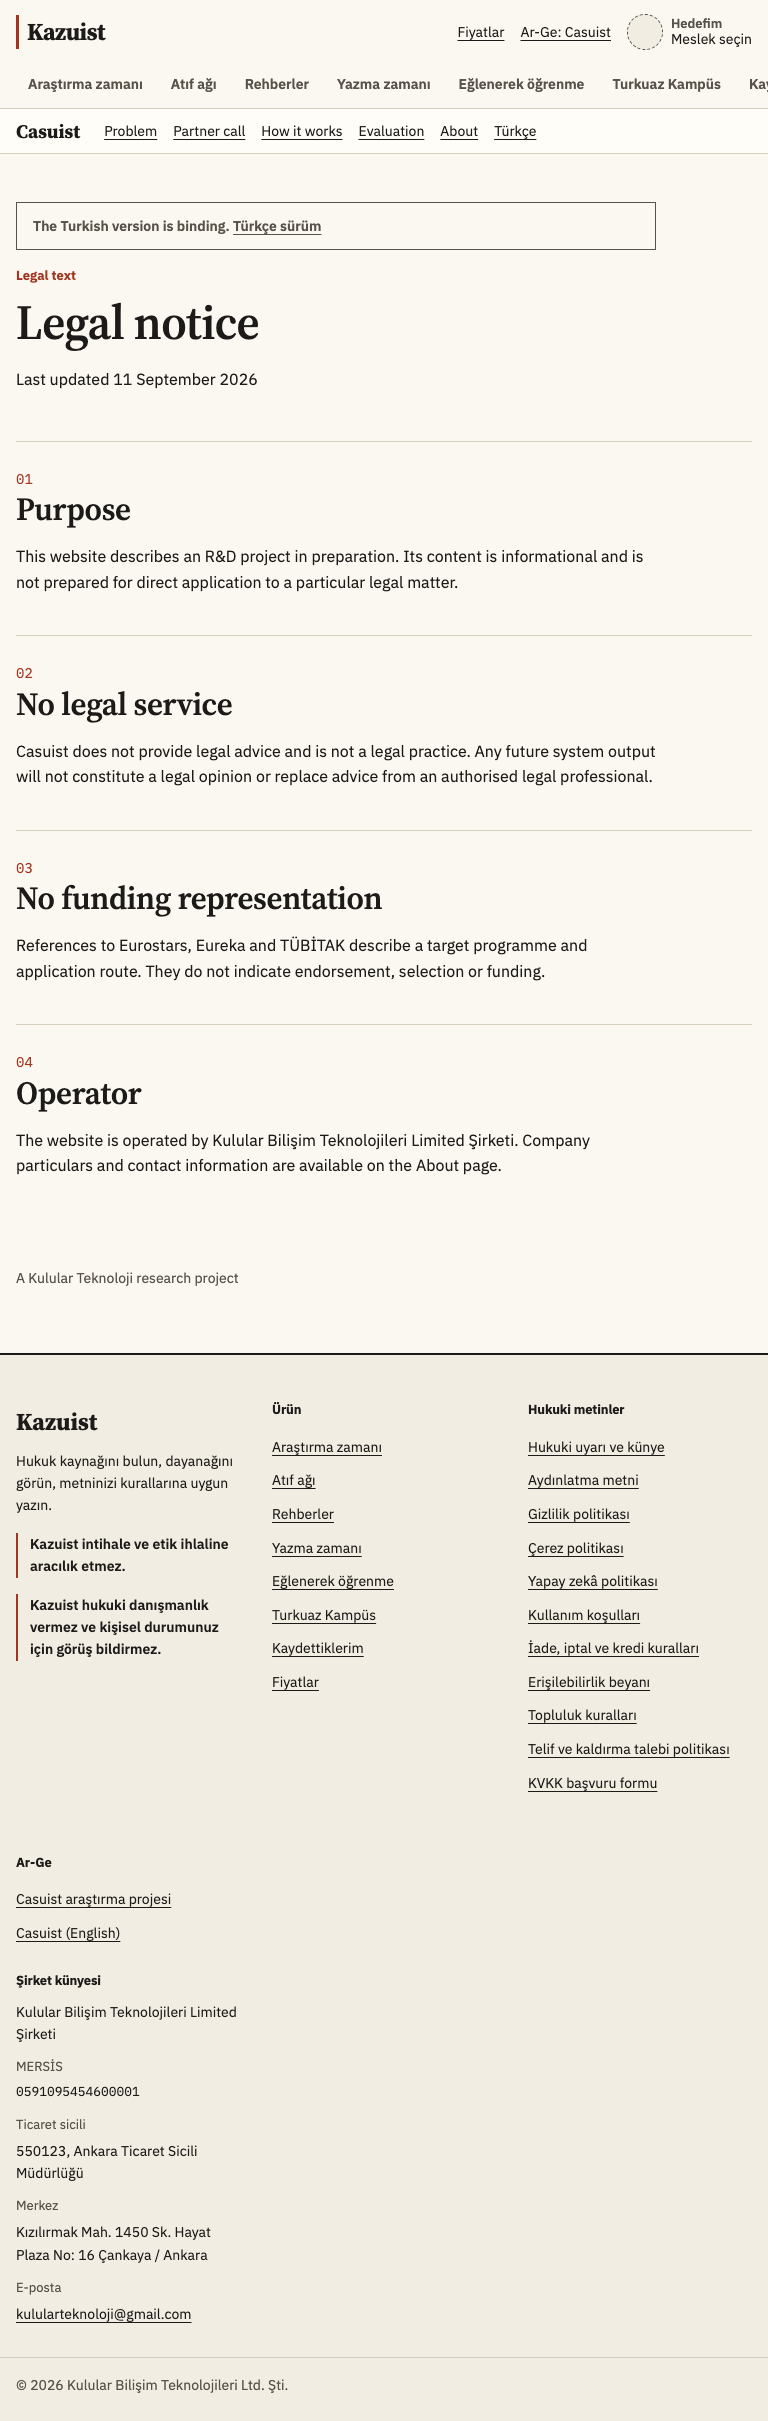 Kazuist
Fiyatlar
Ar-Ge: Casuist
Hedefim
Meslek seçin
Araştırma zamanı
Atıf ağı
Rehberler
Yazma zamanı
Eğlenerek öğrenme
Turkuaz Kampüs
Casuist
Problem
Partner call
How it works
Evaluation
About
Türkçe
The Turkish version is binding. Türkçe sürüm
Legal text
Legal notice
Last updated 11 September 2026
01
Purpose
This website describes an R&D project in preparation. Its content is informational and is
not prepared for direct application to a particular legal matter.
02
No legal service
Casuist does not provide legal advice and is not a legal practice. Any future system output
will not constitute a legal opinion or replace advice from an authorised legal professional.
03
No funding representation
References to Eurostars, Eureka and TÜBİTAK describe a target programme and
application route. They do not indicate endorsement, selection or funding.
04
Operator
The website is operated by Kulular Bilişim Teknolojileri Limited Şirketi. Company
particulars and contact information are available on the About page.
A Kulular Teknoloji research project
Kazuist
Hukuk kaynağını bulun, dayanağını
görün, metninizi kurallarına uygun
yazın.
Kazuist intihale ve etik ihlaline
aracılık etmez.
Kazuist hukuki danışmanlık
vermez ve kişisel durumunuz
için görüş bildirmez.
Ürün
Araştırma zamanı
Atıf ağı
Rehberler
Yazma zamanı
Eğlenerek öğrenme
Turkuaz Kampüs
Kaydettiklerim
Fiyatlar
Hukuki metinler
Hukuki uyarı ve künye
Aydınlatma metni
Gizlilik politikası
Çerez politikası
Yapay zekâ politikası
Kullanım koşulları
İade, iptal ve kredi kuralları
Erişilebilirlik beyanı
Topluluk kuralları
Telif ve kaldırma talebi politikası
KVKK başvuru formu
Ar-Ge
Casuist araştırma projesi
Casuist (English)
Şirket künyesi
Kulular Bilişim Teknolojileri Limited
Şirketi
MERSİS
0591095454600001
Ticaret sicili
550123, Ankara Ticaret Sicili
Müdürlüğü
Merkez
Kızılırmak Mah. 1450 Sk. Hayat
Plaza No: 16 Çankaya / Ankara
E-posta
kulularteknoloji@gmail.com
© 2026 Kulular Bilişim Teknolojileri Ltd. Şti.